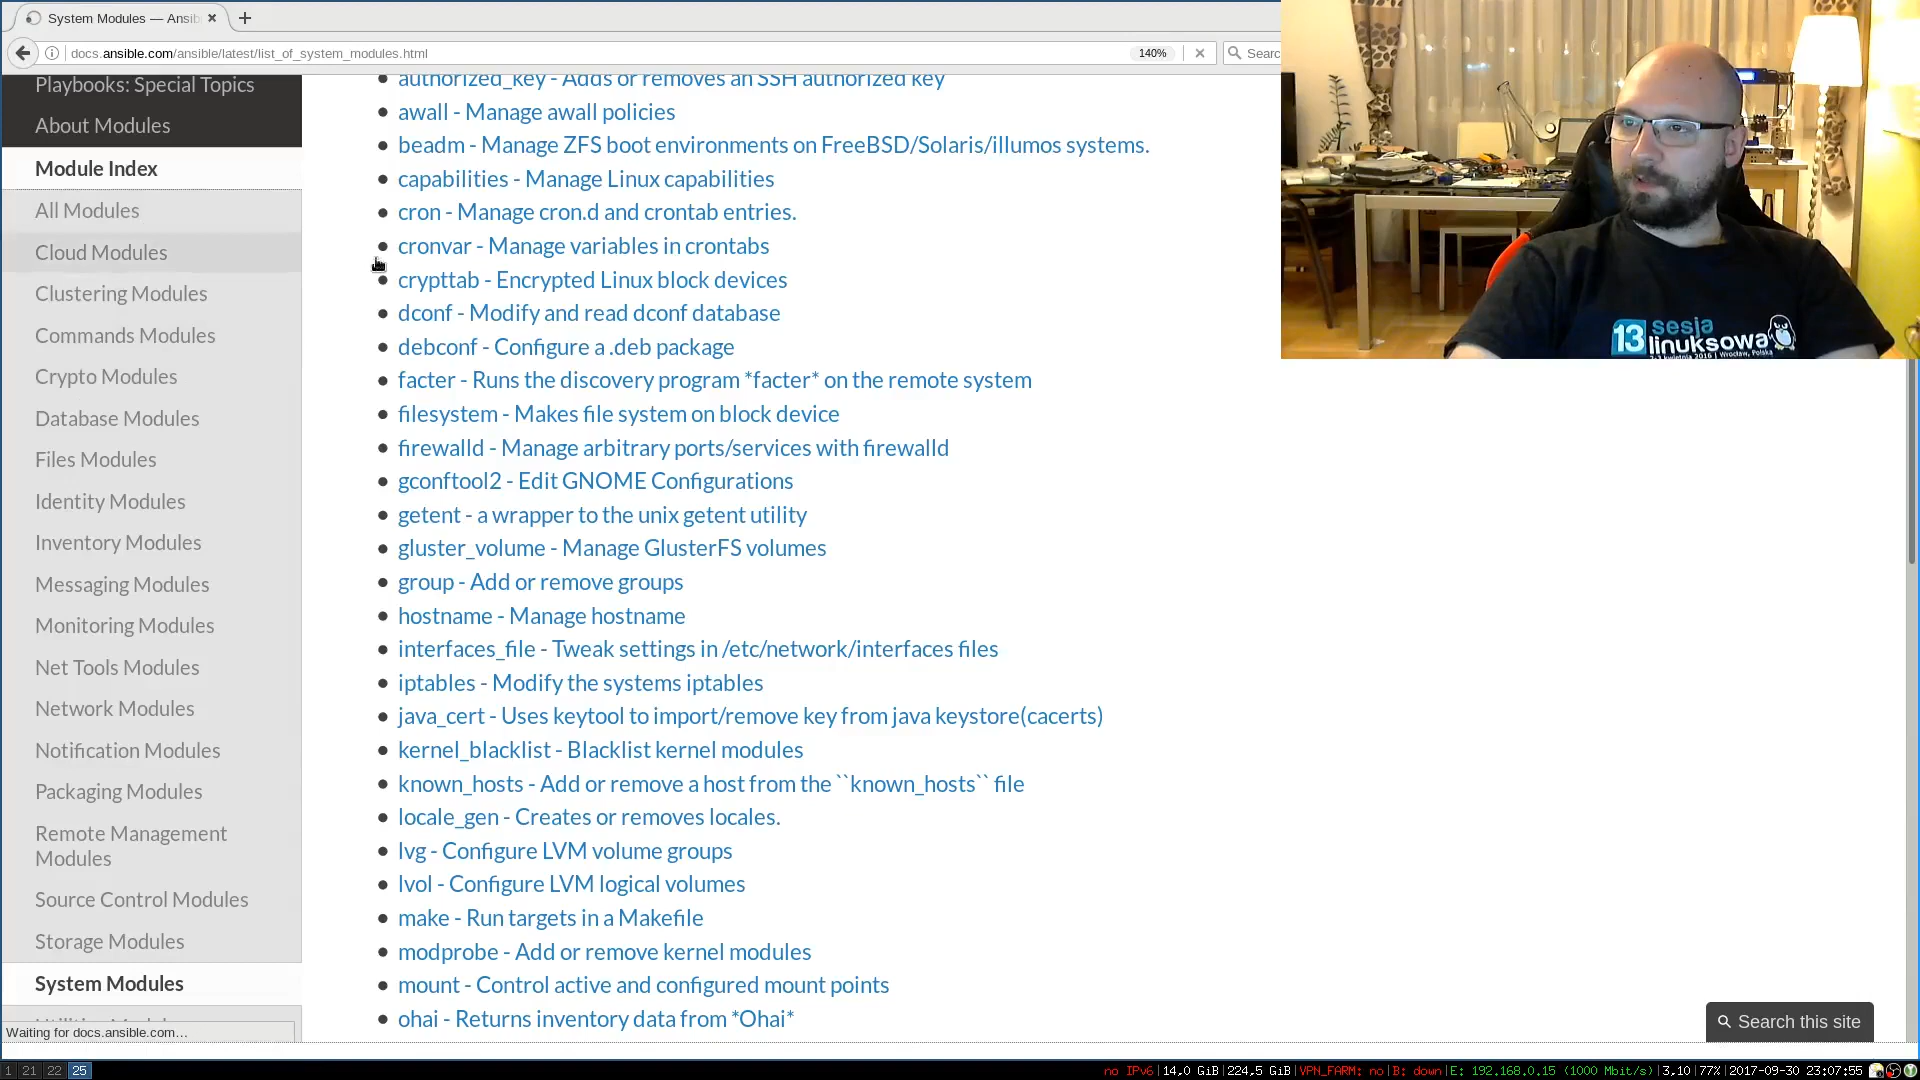 System Modules — Ansib
docs.ansible.com/ansible/latest/list_of_system_modules.html
140%
Searc
Playbooks: Special Topics
About Modules
Module Index
All Modules
Cloud Modules
Clustering Modules
Commands Modules
Crypto Modules
Database Modules
Files Modules
Identity Modules
Inventory Modules
Messaging Modules
Monitoring Modules
Net Tools Modules
Network Modules
Notification Modules
Packaging Modules
Remote Management
Modules
Source Control Modules
Storage Modules
System Modules
Waiting for docs.ansible.com…
authorized_key - Adds or removes an SSH authorized key
awall - Manage awall policies
beadm - Manage ZFS boot environments on FreeBSD/Solaris/illumos systems.
capabilities - Manage Linux capabilities
cron - Manage cron.d and crontab entries.
cronvar - Manage variables in crontabs
crypttab - Encrypted Linux block devices
dconf - Modify and read dconf database
debconf - Configure a .deb package
facter - Runs the discovery program *facter* on the remote system
filesystem - Makes file system on block device
firewalld - Manage arbitrary ports/services with firewalld
gconftool2 - Edit GNOME Configurations
getent - a wrapper to the unix getent utility
gluster_volume - Manage GlusterFS volumes
group - Add or remove groups
hostname - Manage hostname
interfaces_file - Tweak settings in /etc/network/interfaces files
iptables - Modify the systems iptables
java_cert - Uses keytool to import/remove key from java keystore(cacerts)
kernel_blacklist - Blacklist kernel modules
known_hosts - Add or remove a host from the ``known_hosts`` file
locale_gen - Creates or removes locales.
lvg - Configure LVM volume groups
lvol - Configure LVM logical volumes
make - Run targets in a Makefile
modprobe - Add or remove kernel modules
mount - Control active and configured mount points
ohai - Returns inventory data from *Ohai*
13 sesja
linuksowa
kwietnia 2016 | Wrocław, Polska
Search this site
1 21 22 25
no IPv6|14,0 GiB|224,5 GiB|VPN_FARM: no|B: down|E: 192.168.0.15 (1000 Mbit/s)|3,10|77%|2017-09-30 23:07:55